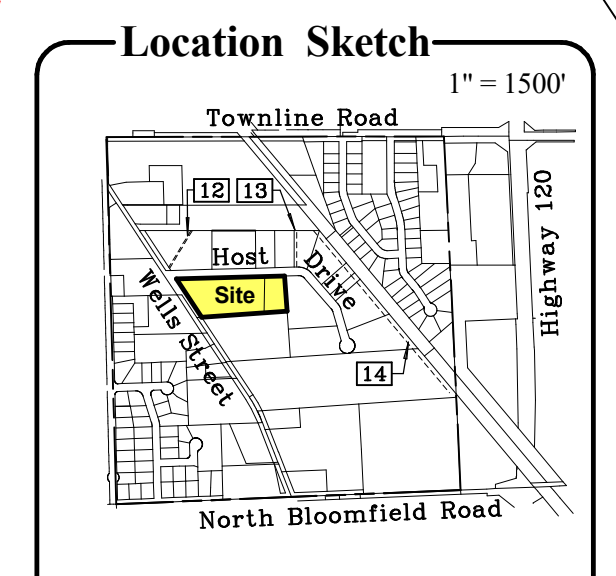 Location Sketch
1" = 1500'
Townline Road
12
13
Host
Drive
Site
Wells Street
Highway 120
14
North Bloomfield Road